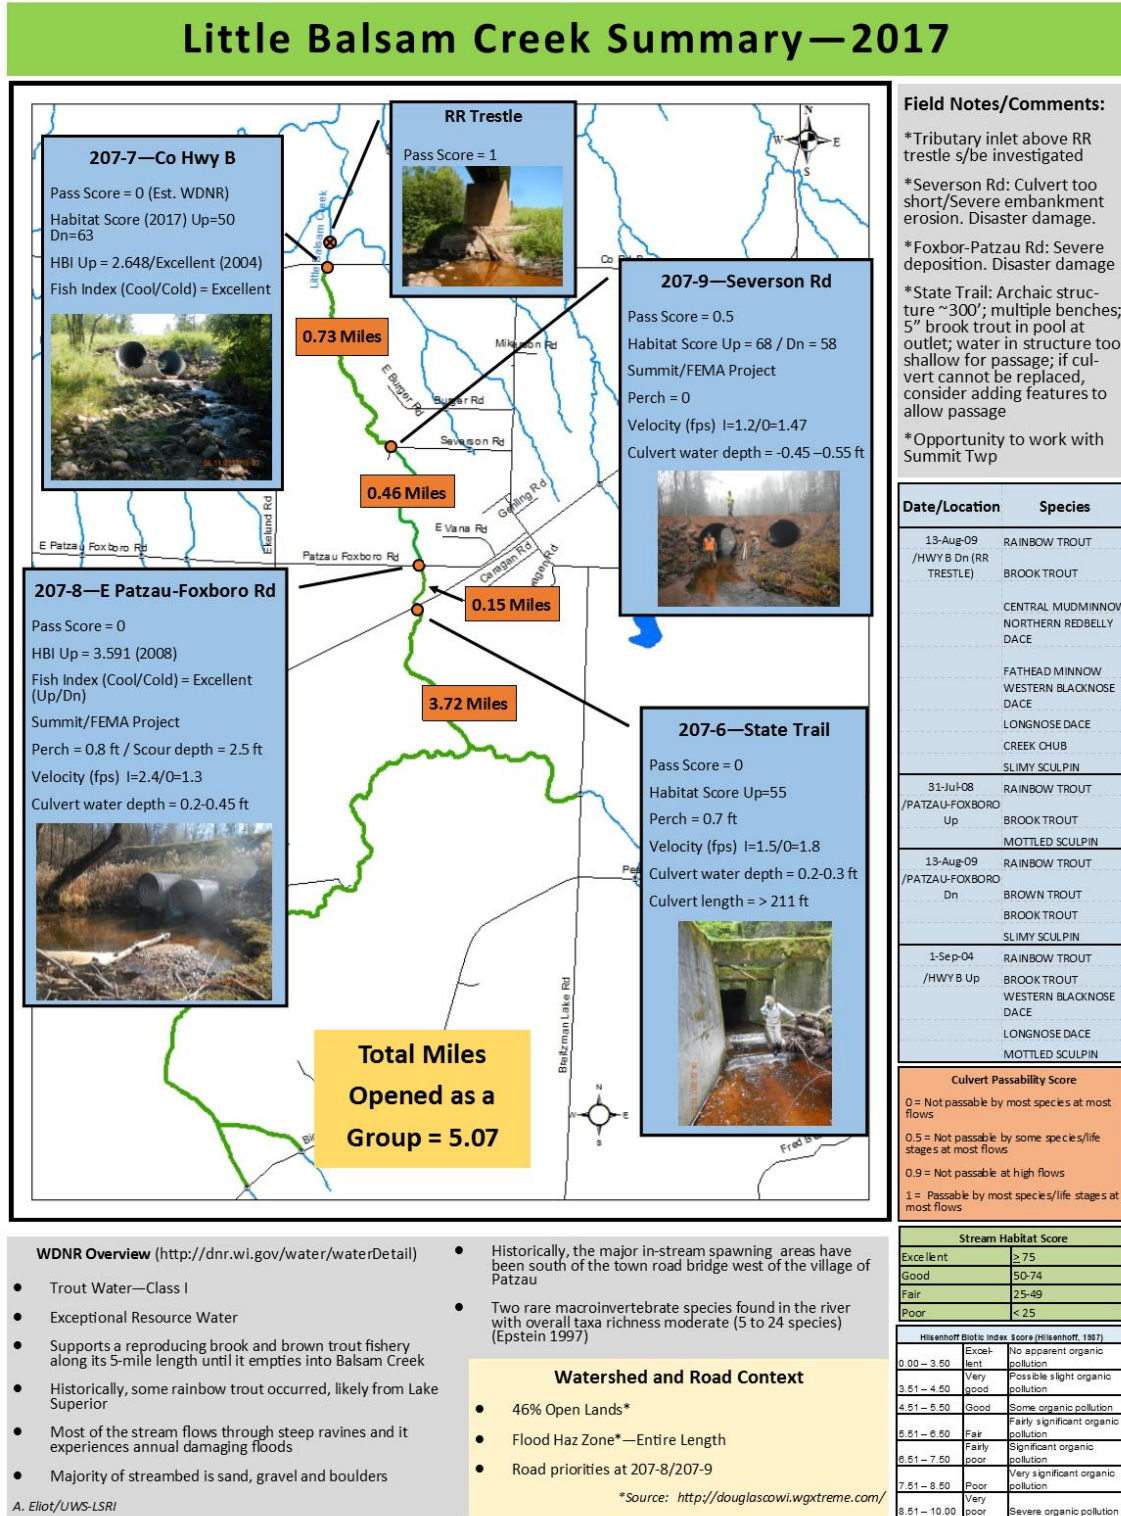 Little Balsam Creek Summary—2017
207-7—Co Hwy B
Pass Score = 0 (Est. WDNR)
Habitat Score (2017) Up=50
Dn=63
HBI Up = 2.648/Excellent (2004)
Fish Index (Cool/Cold) = Excellent
RR Trestle
Pass Score = 1
N
W
E
S
Little Balsam Creek
Co Rd
207-9—Severson Rd
Pass Score = 0.5
Habitat Score Up = 68 / Dn = 58
Summit/FEMA Project
Perch = 0
Velocity (fps) I=1.2/0=1.47
Culvert water depth = -0.45 –0.55 ft
0.73 Miles
E Burger Rd
Burger Rd
Severson Rd
0.46 Miles
Ekelund Rd
E Vana Rd
E Patzau Foxboro Rd
Patzau Foxboro Rd
Caragan Rd
0.15 Miles
207-8—E Patzau-Foxboro Rd
Pass Score = 0
HBI Up = 3.591 (2008)
Fish Index (Cool/Cold) = Excellent
(Up/Dn)
Summit/FEMA Project
Perch = 0.8 ft / Scour depth = 2.5 ft
Velocity (fps) I=2.4/0=1.3
Culvert water depth = 0.2-0.45 ft
3.72 Miles
207-6—State Trail
Pass Score = 0
Habitat Score Up=55
Perch = 0.7 ft
Velocity (fps) I=1.5/0=1.8
Culvert water depth = 0.2-0.3 ft
Culvert length = > 211 ft
Breitzman Lake Rd
Total Miles
Opened as a
Group = 5.07
N
W
E
S
Field Notes/Comments:
*Tributary inlet above RR
trestle s/be investigated
*Severson Rd: Culvert too
short/Severe embankment
erosion. Disaster damage.
*Foxbor-Patzau Rd: Severe
deposition. Disaster damage
*State Trail: Archaic struc-
ture ~300'; multiple benches;
5" brook trout in pool at
outlet; water in structure too
shallow for passage; if cul-
vert cannot be replaced,
consider adding features to
allow passage
*Opportunity to work with
Summit Twp
Date/Location Species
13-Aug-09 RAINBOW TROUT
/HWY B Dn (RR
TRESTLE) BROOK TROUT
CENTRAL MUDMINNOW
NORTHERN REDBELLY
DACE
FATHEAD MINNOW
WESTERN BLACKNOSE
DACE
LONGNOSE DACE
CREEK CHUB
SLIMY SCULPIN
31-Jul-08 RAINBOW TROUT
/PATZAU-FOXBORO
Up BROOK TROUT
MOTTLED SCULPIN
13-Aug-09 RAINBOW TROUT
/PATZAU-FOXBORO
Dn BROWN TROUT
BROOK TROUT
SLIMY SCULPIN
1-Sep-04 RAINBOW TROUT
/HWY B Up BROOK TROUT
WESTERN BLACKNOSE
DACE
LONGNOSE DACE
MOTTLED SCULPIN
Culvert Passability Score
0 = Not passable by most species at most
flows
0.5 = Not passable by some species/life
stages at most flows
0.9 = Not passable at high flows
1 = Passable by most species/life stages at
most flows
Stream Habitat Score
Excellent ≥ 75
Good 50-74
Fair 25-49
Poor < 25
Hilsenhoff Biotic Index Score (Hilsenhoff, 1987)
0.00 – 3.50 Excel-lent No apparent organic pollution
3.51 – 4.50 Very good Possible slight organic pollution
4.51 – 5.50 Good Some organic pollution
5.51 – 6.50 Fair Fairly significant organic pollution
6.51 – 7.50 Fairly poor Significant organic pollution
7.51 – 8.50 Poor Very significant organic pollution
8.51 – 10.00 Very poor Severe organic pollution
WDNR Overview (http://dnr.wi.gov/water/waterDetail)
● Trout Water—Class I
● Exceptional Resource Water
● Supports a reproducing brook and brown trout fishery
along its 5-mile length until it empties into Balsam Creek
● Historically, some rainbow trout occurred, likely from Lake
Superior
● Most of the stream flows through steep ravines and it
experiences annual damaging floods
● Majority of streambed is sand, gravel and boulders
A. Eliot/UWS-LSRI
● Historically, the major in-stream spawning areas have
been south of the town road bridge west of the village of
Patzau
● Two rare macroinvertebrate species found in the river
with overall taxa richness moderate (5 to 24 species)
(Epstein 1997)
Watershed and Road Context
● 46% Open Lands*
● Flood Haz Zone*—Entire Length
● Road priorities at 207-8/207-9
*Source: http://douglascowi.wgxtreme.com/